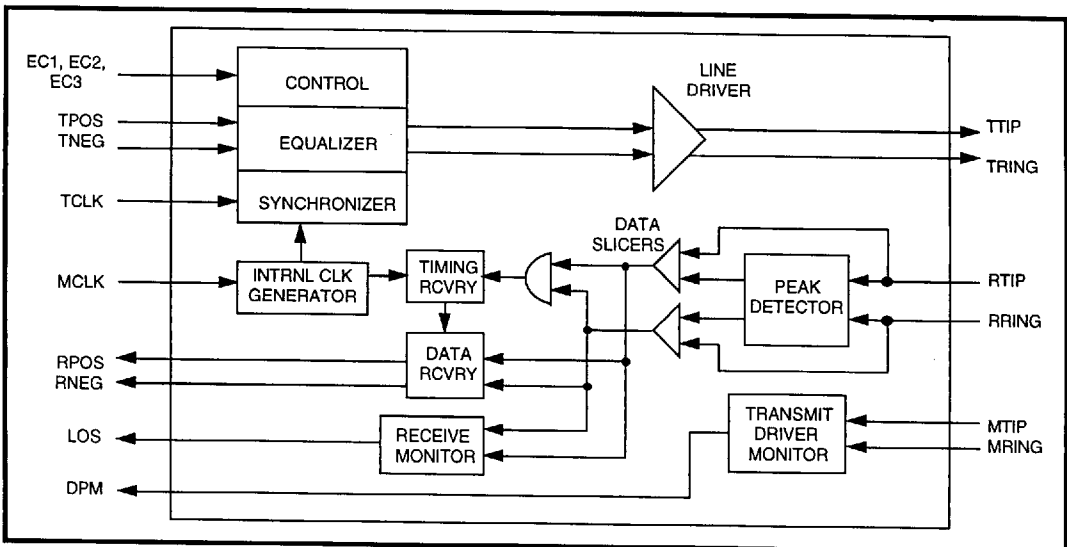 EC1, EC2,
EC3
TPOS
TNEG
TCLK
MCLK
RPOS
RNEG
LOS
DPM
CONTROL
EQUALIZER
SYNCHRONIZER
INTRNL CLK
GENERATOR
TIMING
RCVRY
DATA
RCVRY
RECEIVE
MONITOR
LINE
DRIVER
DATA
SLICERS
PEAK
DETECTOR
TRANSMIT
DRIVER
MONITOR
TTIP
TRING
RTIP
RRING
MTIP
MRING